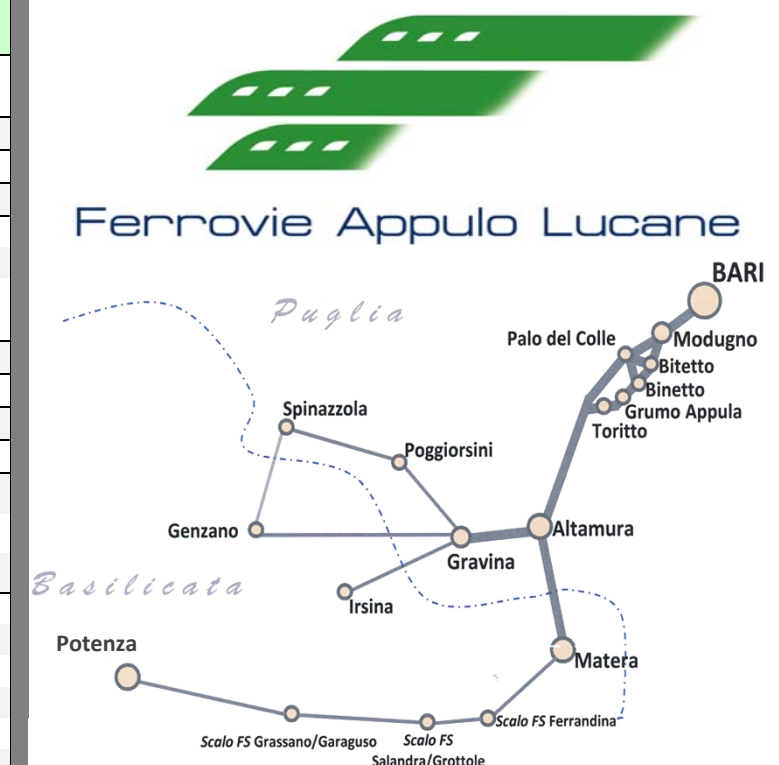 Ferrovie Appulo Lucane
BARI
Puglia
Palo del Colle
Modugno
Bitetto
Binetto
Spinazzola
Grumo Appula
Toritto
Poggiorsini
Genzano
Altamura
Gravina
Basilicata
Irsina
Potenza
Matera
Scalo FS Ferrandina
Scalo FS Grassano/Garaguso
Scalo FS
Salandra/Grottole